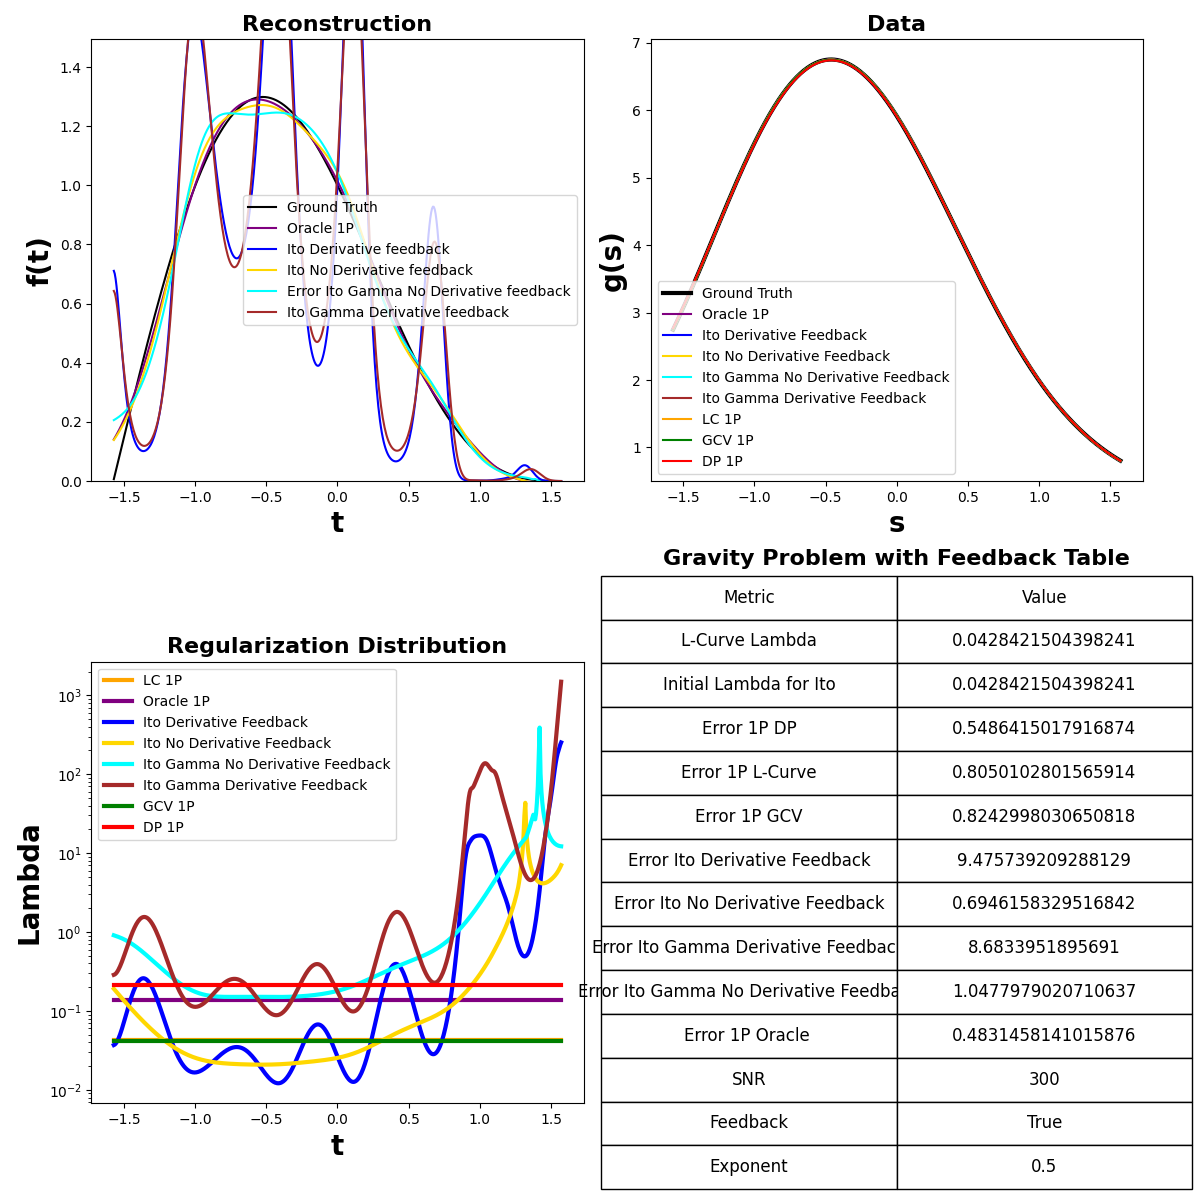 Reconstruction
f(t)
1.4
1.2
1.0
0.8
0.6
0.4
0.2
0.0
Ground Truth
Oracle 1P
Ito Derivative feedback
Ito No Derivative feedback
Error Ito Gamma No Derivative feedback
Ito Gamma Derivative feedback
−1.5 −1.0 −0.5 0.0 0.5 1.0 1.5
t
Data
g(s)
7
6
5
4
3
2
1
Ground Truth
Oracle 1P
Ito Derivative Feedback
Ito No Derivative Feedback
Ito Gamma No Derivative Feedback
Ito Gamma Derivative Feedback
LC 1P
GCV 1P
DP 1P
−1.5 −1.0 −0.5 0.0 0.5 1.0 1.5
s
Regularization Distribution
Lambda
10³
10²
10¹
10⁰
10⁻¹
10⁻²
LC 1P
Oracle 1P
Ito Derivative Feedback
Ito No Derivative Feedback
Ito Gamma No Derivative Feedback
Ito Gamma Derivative Feedback
GCV 1P
DP 1P
−1.5 −1.0 −0.5 0.0 0.5 1.0 1.5
t
Gravity Problem with Feedback Table
Metric Value
L-Curve Lambda 0.0428421504398241
Initial Lambda for Ito 0.0428421504398241
Error 1P DP 0.5486415017916874
Error 1P L-Curve 0.8050102801565914
Error 1P GCV 0.8242998030650818
Error Ito Derivative Feedback 9.475739209288129
Error Ito No Derivative Feedback 0.6946158329516842
Error Ito Gamma Derivative Feedbac 8.6833951895691
Error Ito Gamma No Derivative Feedba 1.0477979020710637
Error 1P Oracle 0.4831458141015876
SNR 300
Feedback True
Exponent 0.5